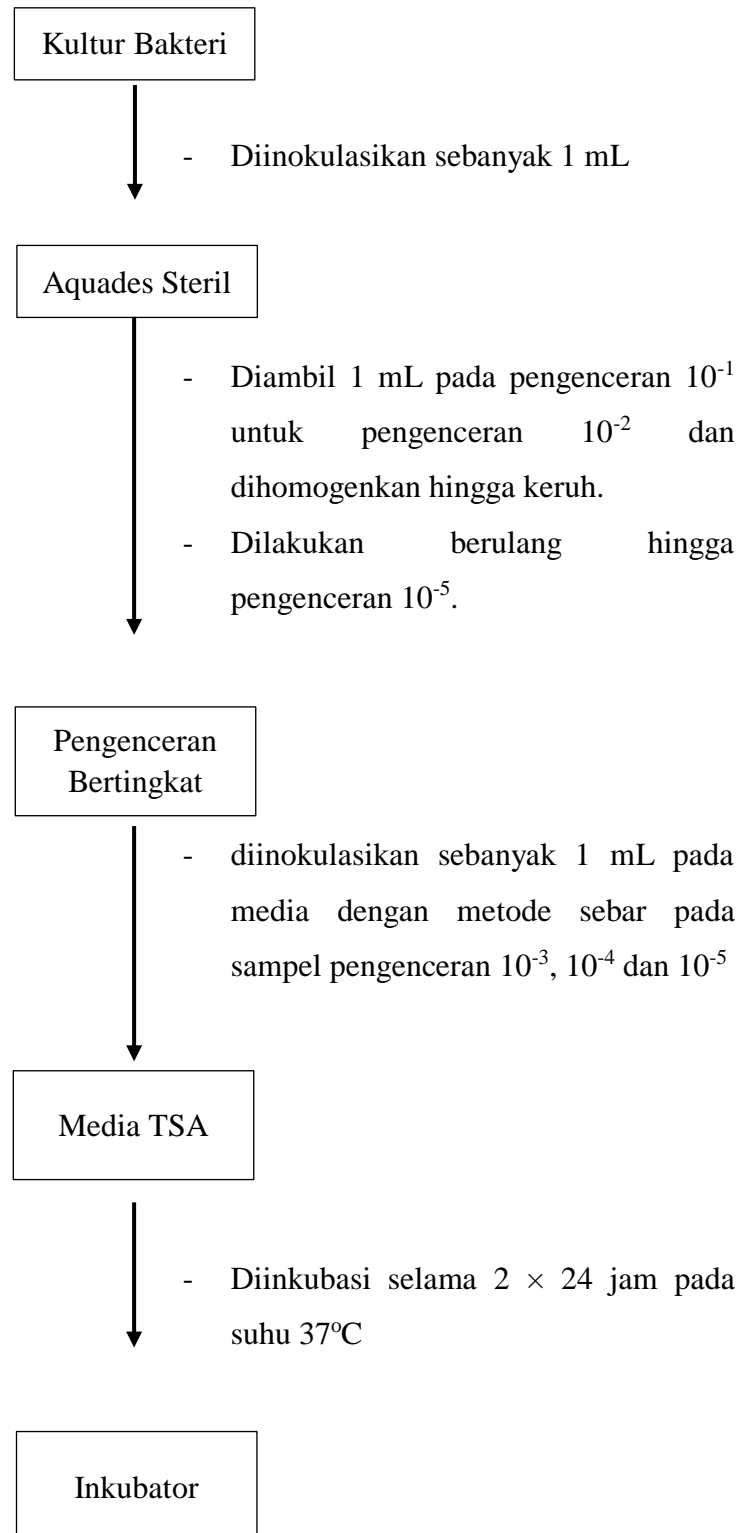 Kultur Bakteri
- Diinokulasikan sebanyak 1 mL
Aquades Steril
- Diambil 1 mL pada pengenceran 10⁻¹
untuk pengenceran 10⁻² dan
dihomogenkan hingga keruh.
- Dilakukan berulang hingga
pengenceran 10⁻⁵.
Pengenceran
Bertingkat
- diinokulasikan sebanyak 1 mL pada
media dengan metode sebar pada
sampel pengenceran 10⁻³, 10⁻⁴ dan 10⁻⁵
Media TSA
- Diinkubasi selama 2 × 24 jam pada
suhu 37ºC
Inkubator